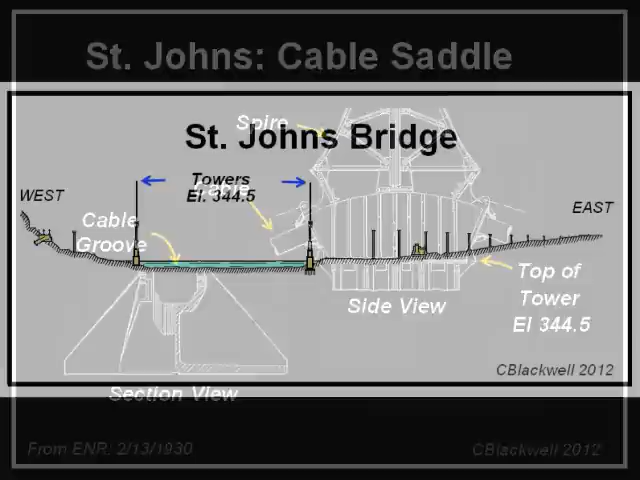 St. Johns: Cable Saddle
Spire
St. Johns Bridge
Towers
El. 344.5
Cable
WEST
EAST
Cable
Groove
Side View
Top of
Tower
El 344.5
CBlackwell 2012
Section View
From ENR: 2/13/1930
CBlackwell 2012